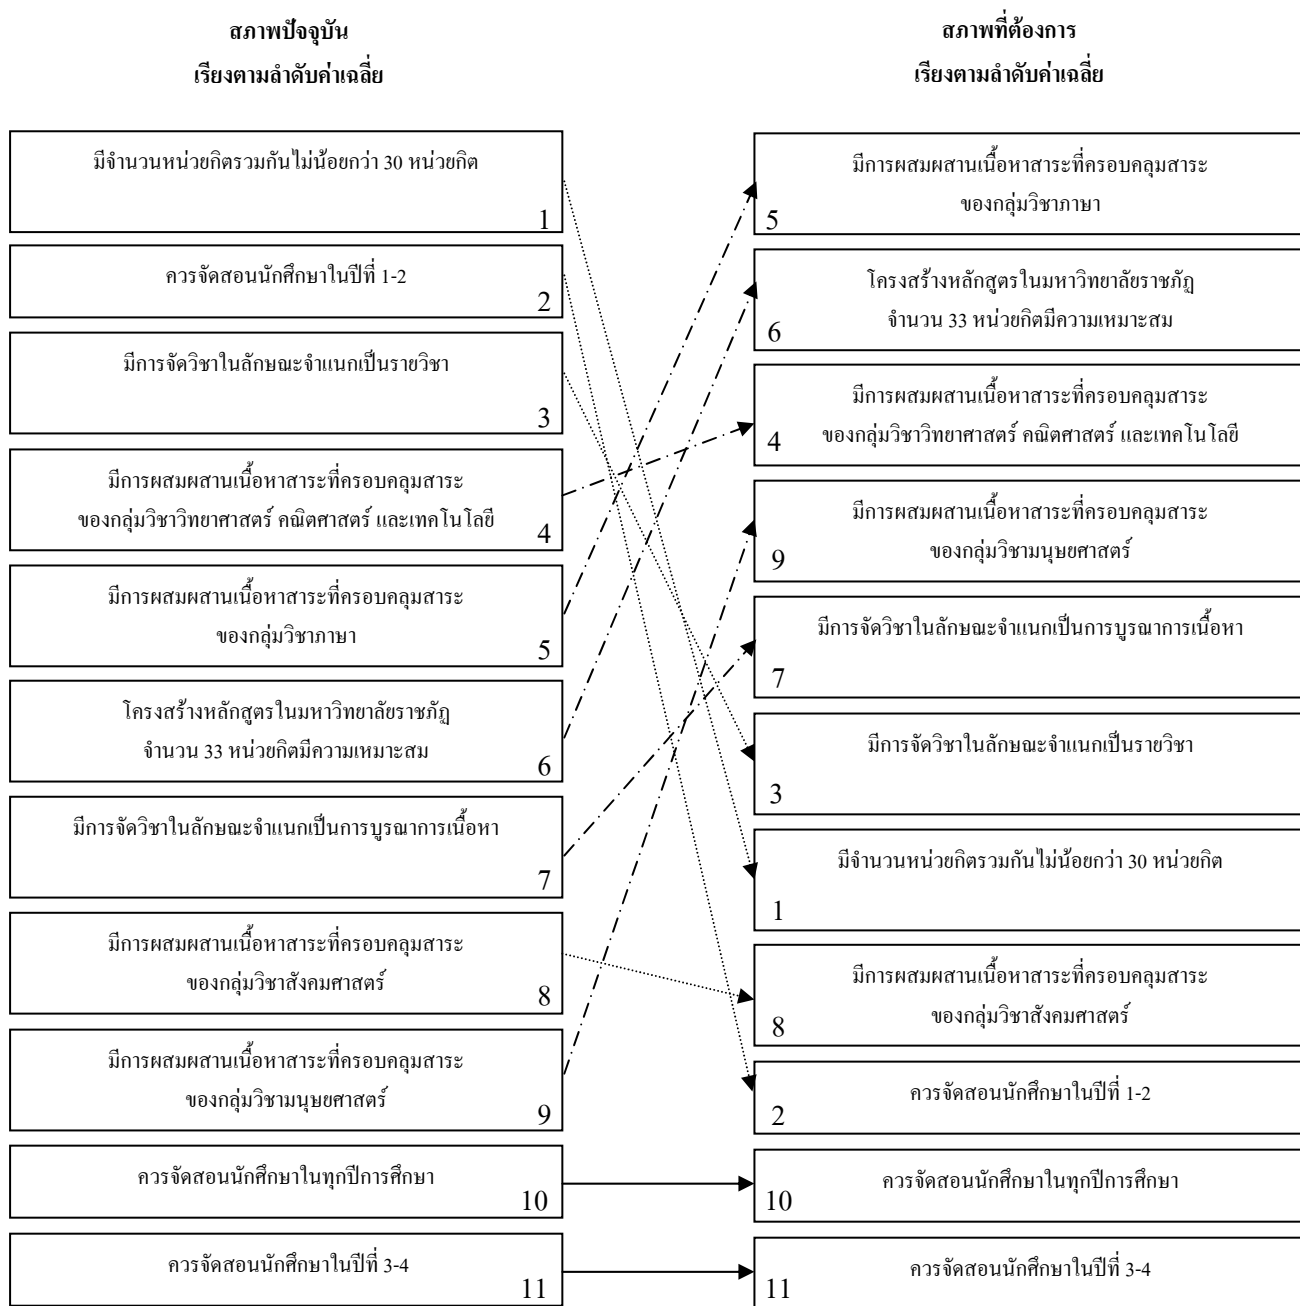 สภาพปัจจุบัน
เรียงตามลำดับค่าเฉลี่ย
มีจำนวนหน่วยกิตรวมกันไม่น้อยกว่า 30 หน่วยกิต
1
ควรจัดสอนนักศึกษาในปีที่ 1-2
2
มีการจัดวิชาในลักษณะจำแนกเป็นรายวิชา
3
มีการผสมผสานเนื้อหาสาระที่ครอบคลุมสาระ
ของกลุ่มวิชาวิทยาศาสตร์ คณิตศาสตร์ และเทคโนโลยี
4
มีการผสมผสานเนื้อหาสาระที่ครอบคลุมสาระ
ของกลุ่มวิชาภาษา
5
โครงสร้างหลักสูตรในมหาวิทยาลัยราชภัฏ
จำนวน 33 หน่วยกิตมีความเหมาะสม
6
มีการจัดวิชาในลักษณะจำแนกเป็นการบูรณาการเนื้อหา
7
มีการผสมผสานเนื้อหาสาระที่ครอบคลุมสาระ
ของกลุ่มวิชาสังคมศาสตร์
8
มีการผสมผสานเนื้อหาสาระที่ครอบคลุมสาระ
ของกลุ่มวิชามนุษยศาสตร์
9
ควรจัดสอนนักศึกษาในทุกปีการศึกษา
10
ควรจัดสอนนักศึกษาในปีที่ 3-4
11
สภาพที่ต้องการ
เรียงตามลำดับค่าเฉลี่ย
มีการผสมผสานเนื้อหาสาระที่ครอบคลุมสาระ
ของกลุ่มวิชาภาษา
5
โครงสร้างหลักสูตรในมหาวิทยาลัยราชภัฏ
จำนวน 33 หน่วยกิตมีความเหมาะสม
6
มีการผสมผสานเนื้อหาสาระที่ครอบคลุมสาระ
ของกลุ่มวิชาวิทยาศาสตร์ คณิตศาสตร์ และเทคโนโลยี
4
มีการผสมผสานเนื้อหาสาระที่ครอบคลุมสาระ
ของกลุ่มวิชามนุษยศาสตร์
9
มีการจัดวิชาในลักษณะจำแนกเป็นการบูรณาการเนื้อหา
7
มีการจัดวิชาในลักษณะจำแนกเป็นรายวิชา
3
มีจำนวนหน่วยกิตรวมกันไม่น้อยกว่า 30 หน่วยกิต
1
มีการผสมผสานเนื้อหาสาระที่ครอบคลุมสาระ
ของกลุ่มวิชาสังคมศาสตร์
8
ควรจัดสอนนักศึกษาในปีที่ 1-2
2
ควรจัดสอนนักศึกษาในทุกปีการศึกษา
10
ควรจัดสอนนักศึกษาในปีที่ 3-4
11